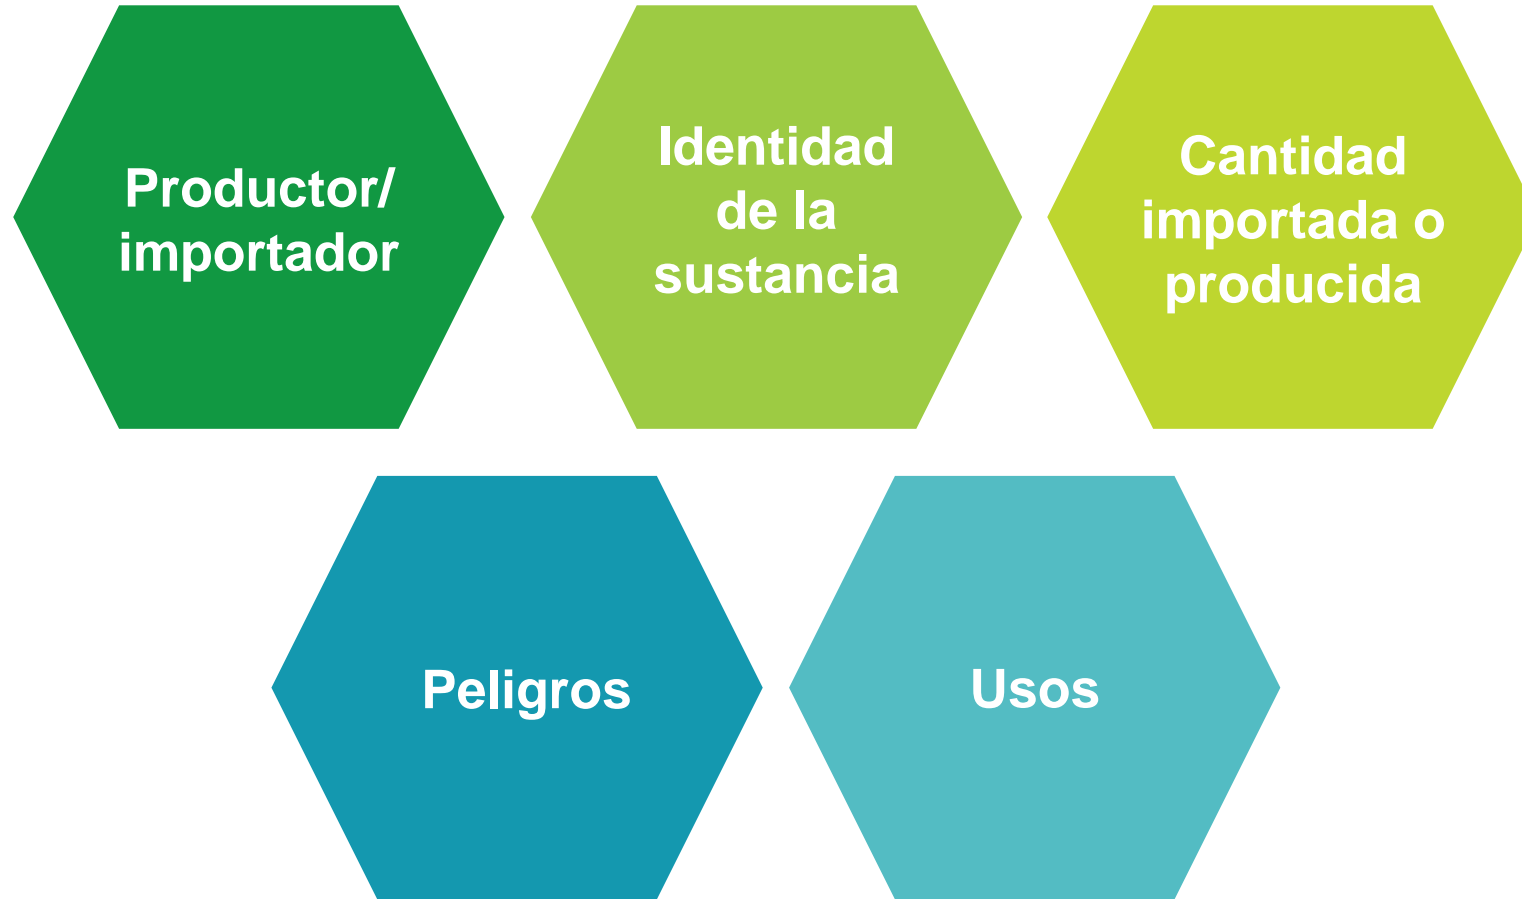 Productor/
importador
Identidad
de la
sustancia
Cantidad
importada o
producida
Peligros
Usos